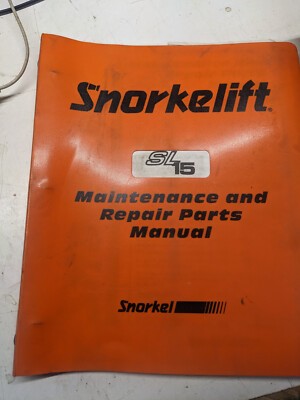 Snorkelift
SL15
Maintenance and
Repair Parts
Manual
Snorkel